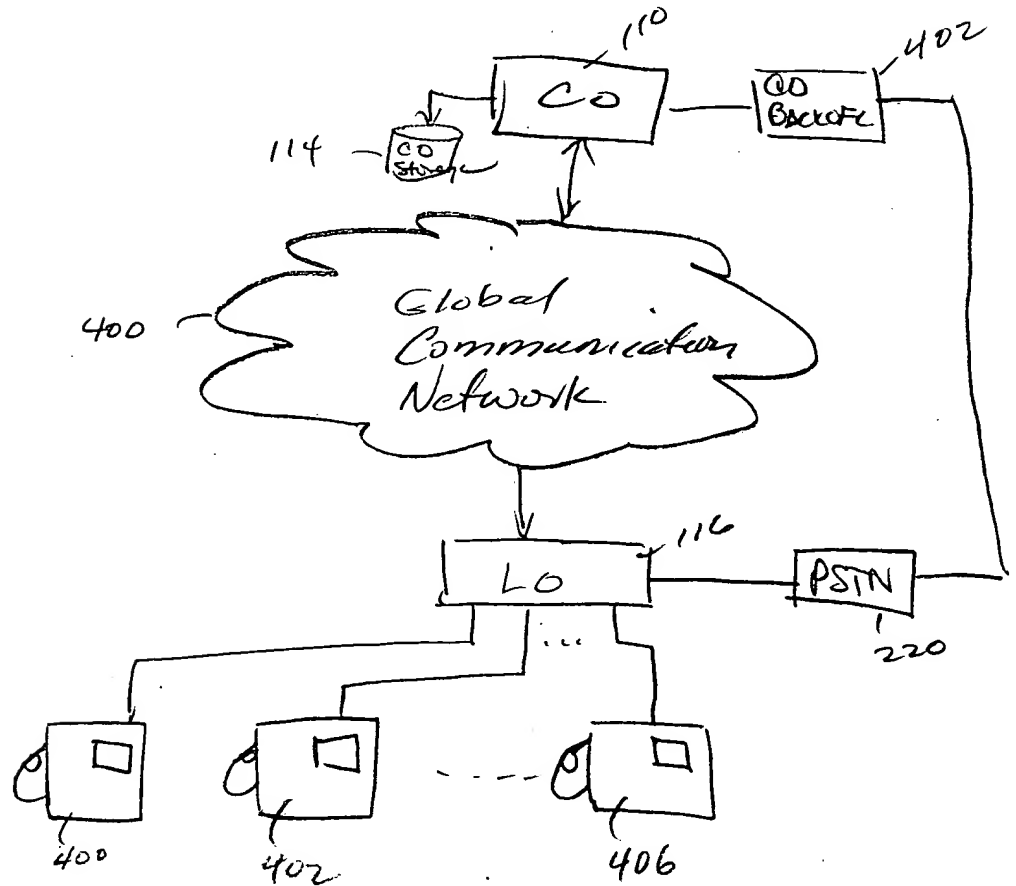 110
402
CO
CO
BACKOFC
114
CO
Storage
400
Global
Communication
Network
116
LO
PSTN
220
...
400
402
406